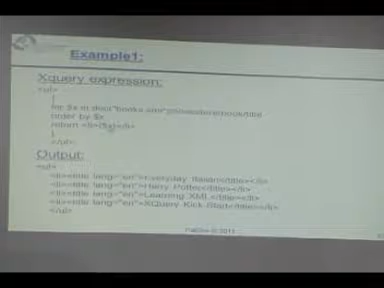 Example1:
Xquery expression:
<ul>
{
for $x in doc("books.xml")/bookstore/book/title
order by $x
return <li>{$x}</li>
}
</ul>
Output:
<ul>
<li><title lang="en">Everyday Italian</title></li>
<li><title lang="en">Harry Potter</title></li>
<li><title lang="en">Learning XML</title></li>
<li><title lang="en">XQuery Kick Start</title></li>
</ul>
2011